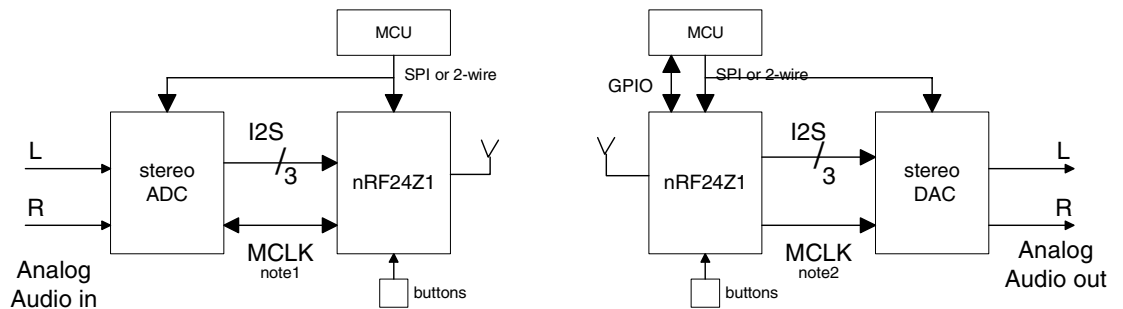 MCU
SPI or 2-wire
L
R
stereo
ADC
I2S
3
MCLK
note1
nRF24Z1
buttons
Analog
Audio in
MCU
GPIO
SPI or 2-wire
nRF24Z1
I2S
3
MCLK
note2
buttons
stereo
DAC
L
R
Analog
Audio out